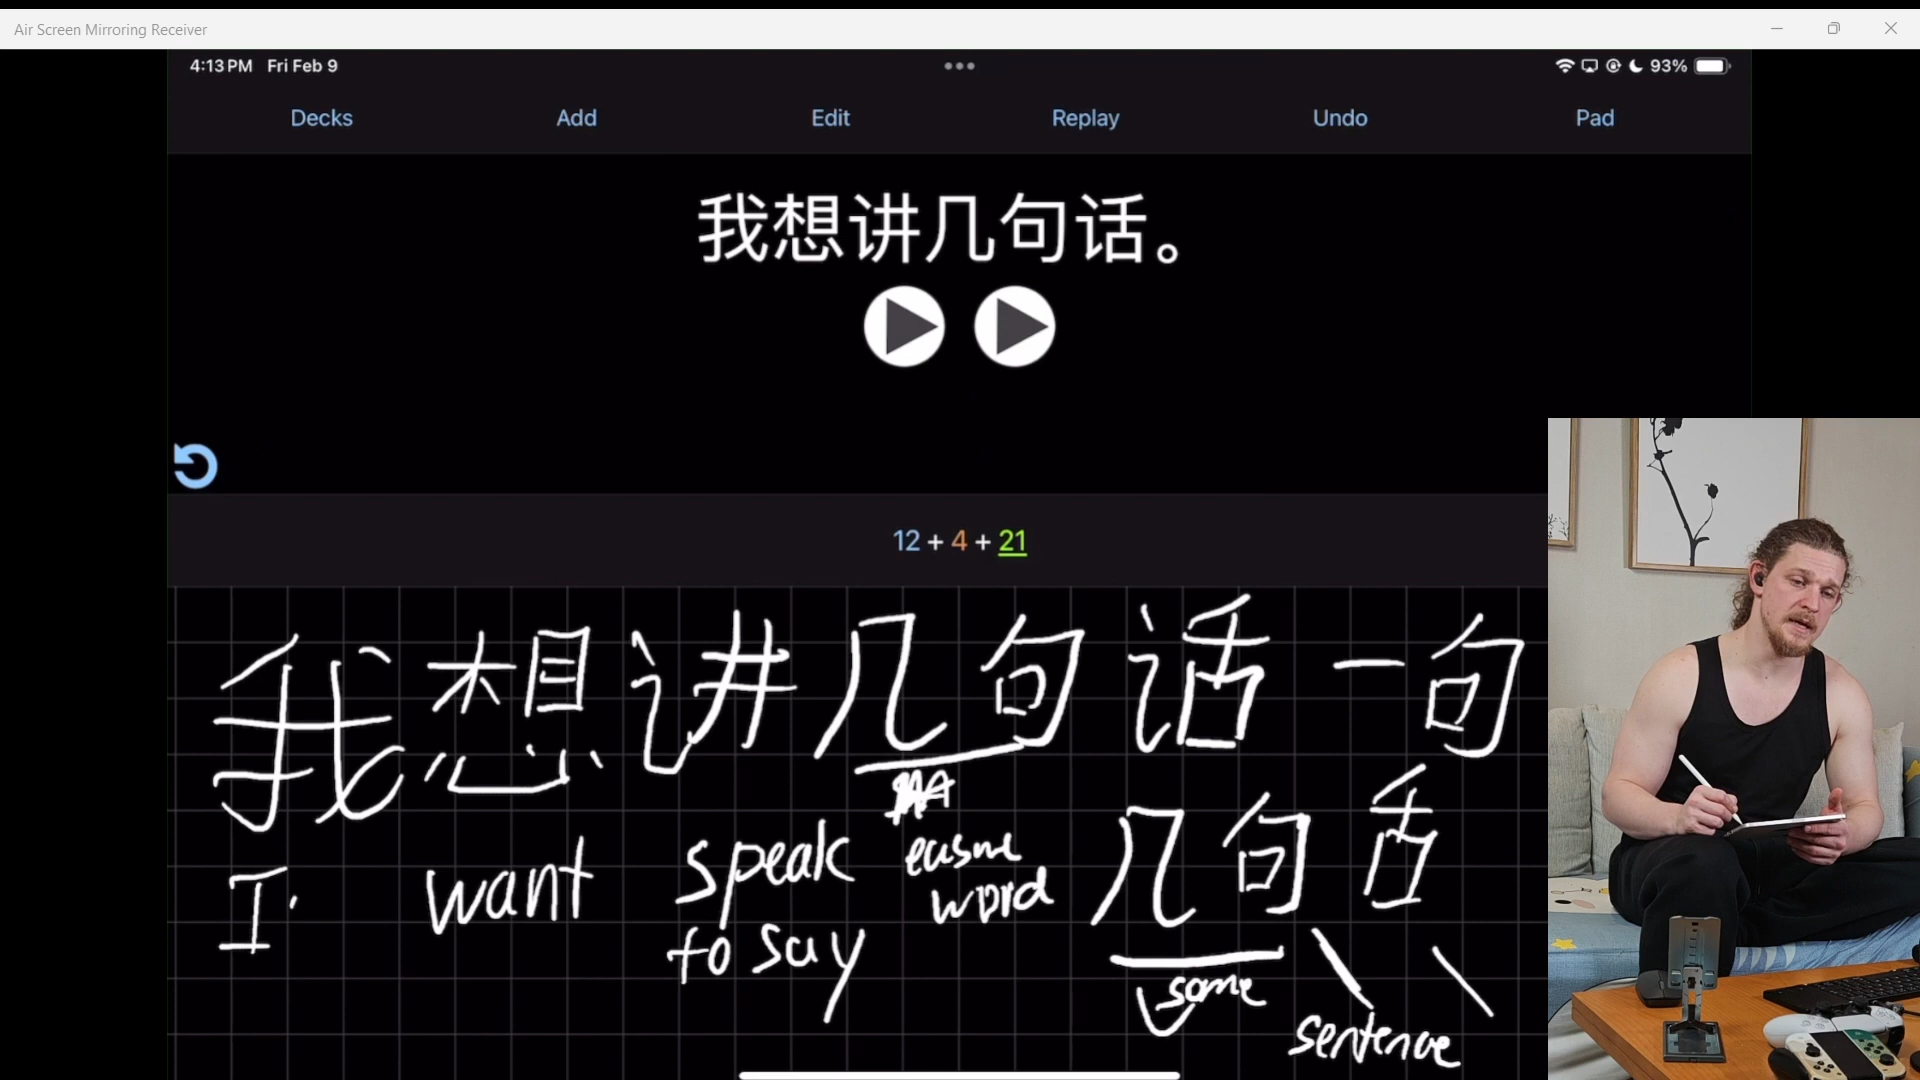 Air Screen Mirroring Receiver
4:13 PM Fri Feb 9
93%
Decks Add Edit Replay Undo Pad
我想讲几句话。
12 + 4 + 21
我想讲几句话 一句
I want speak to say
word
几句话
some
sentence